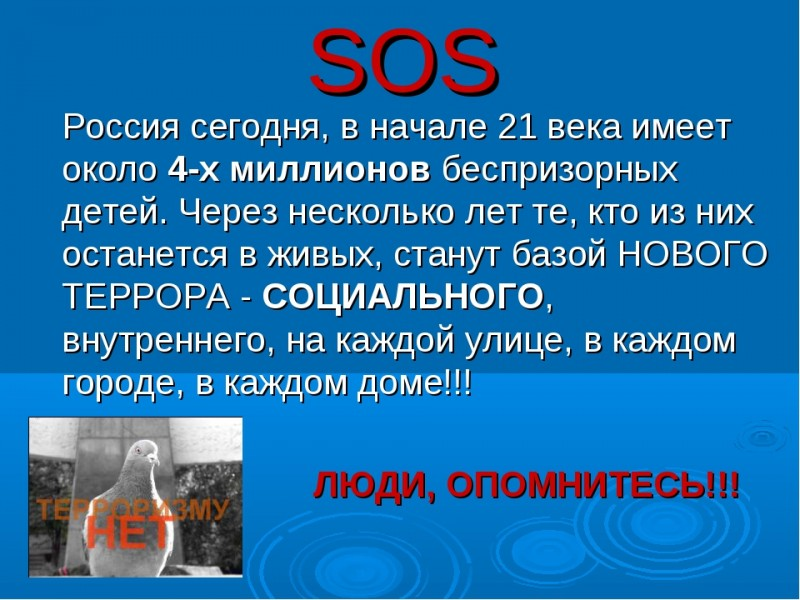 SOS
Россия сегодня, в начале 21 века имеет
около 4-х миллионов беспризорных
детей. Через несколько лет те, кто из них
останется в живых, станут базой НОВОГО
ТЕРРОРА - СОЦИАЛЬНОГО,
внутреннего, на каждой улице, в каждом
городе, в каждом доме!!!
ЛЮДИ, ОПОМНИТЕСЬ!!!
ТЕРРОРИЗМУ
НЕТ